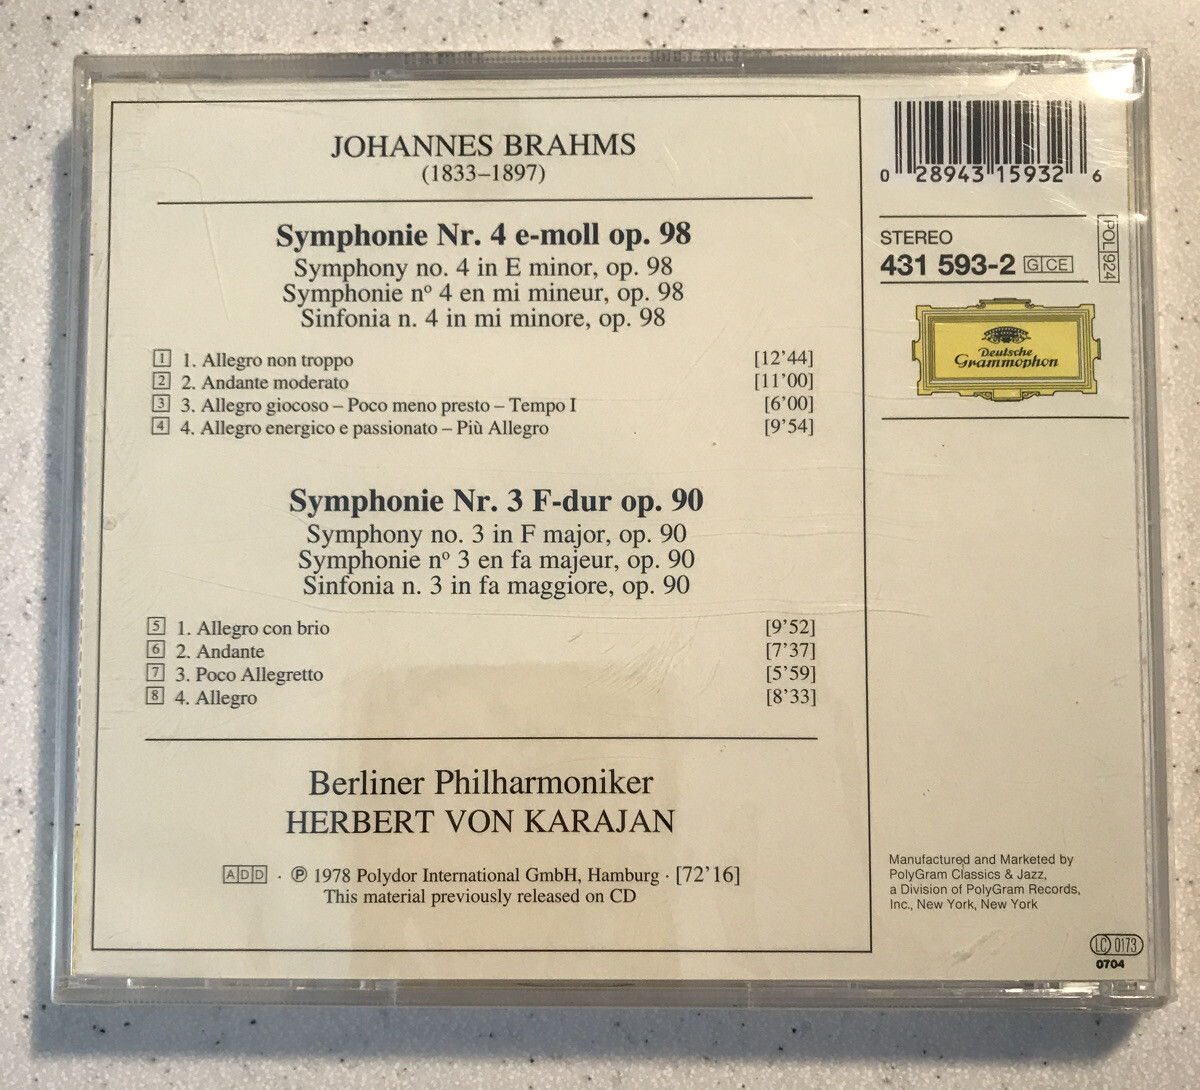 JOHANNES BRAHMS
(1833–1897)
Symphonie Nr. 4 e-moll op. 98
Symphony no. 4 in E minor, op. 98
Symphonie nº 4 en mi mineur, op. 98
Sinfonia n. 4 in mi minore, op. 98
1 1. Allegro non troppo [12’44]
2 2. Andante moderato [11’00]
3 3. Allegro giocoso – Poco meno presto – Tempo I [6’00]
4 4. Allegro energico e passionato – Più Allegro [9’54]
Symphonie Nr. 3 F-dur op. 90
Symphony no. 3 in F major, op. 90
Symphonie nº 3 en fa majeur, op. 90
Sinfonia n. 3 in fa maggiore, op. 90
5 1. Allegro con brio [9’52]
6 2. Andante [7’37]
7 3. Poco Allegretto [5’59]
8 4. Allegro [8’33]
Berliner Philharmoniker
HERBERT VON KARAJAN
ADD · ℗ 1978 Polydor International GmbH, Hamburg · [72’16]
This material previously released on CD
0 28943 15932 6
STEREO
431 593-2 G CE
POL 924
Deutsche
Grammophon
Manufactured and Marketed by
PolyGram Classics & Jazz,
a Division of PolyGram Records,
Inc., New York, New York
LC 0173
0704